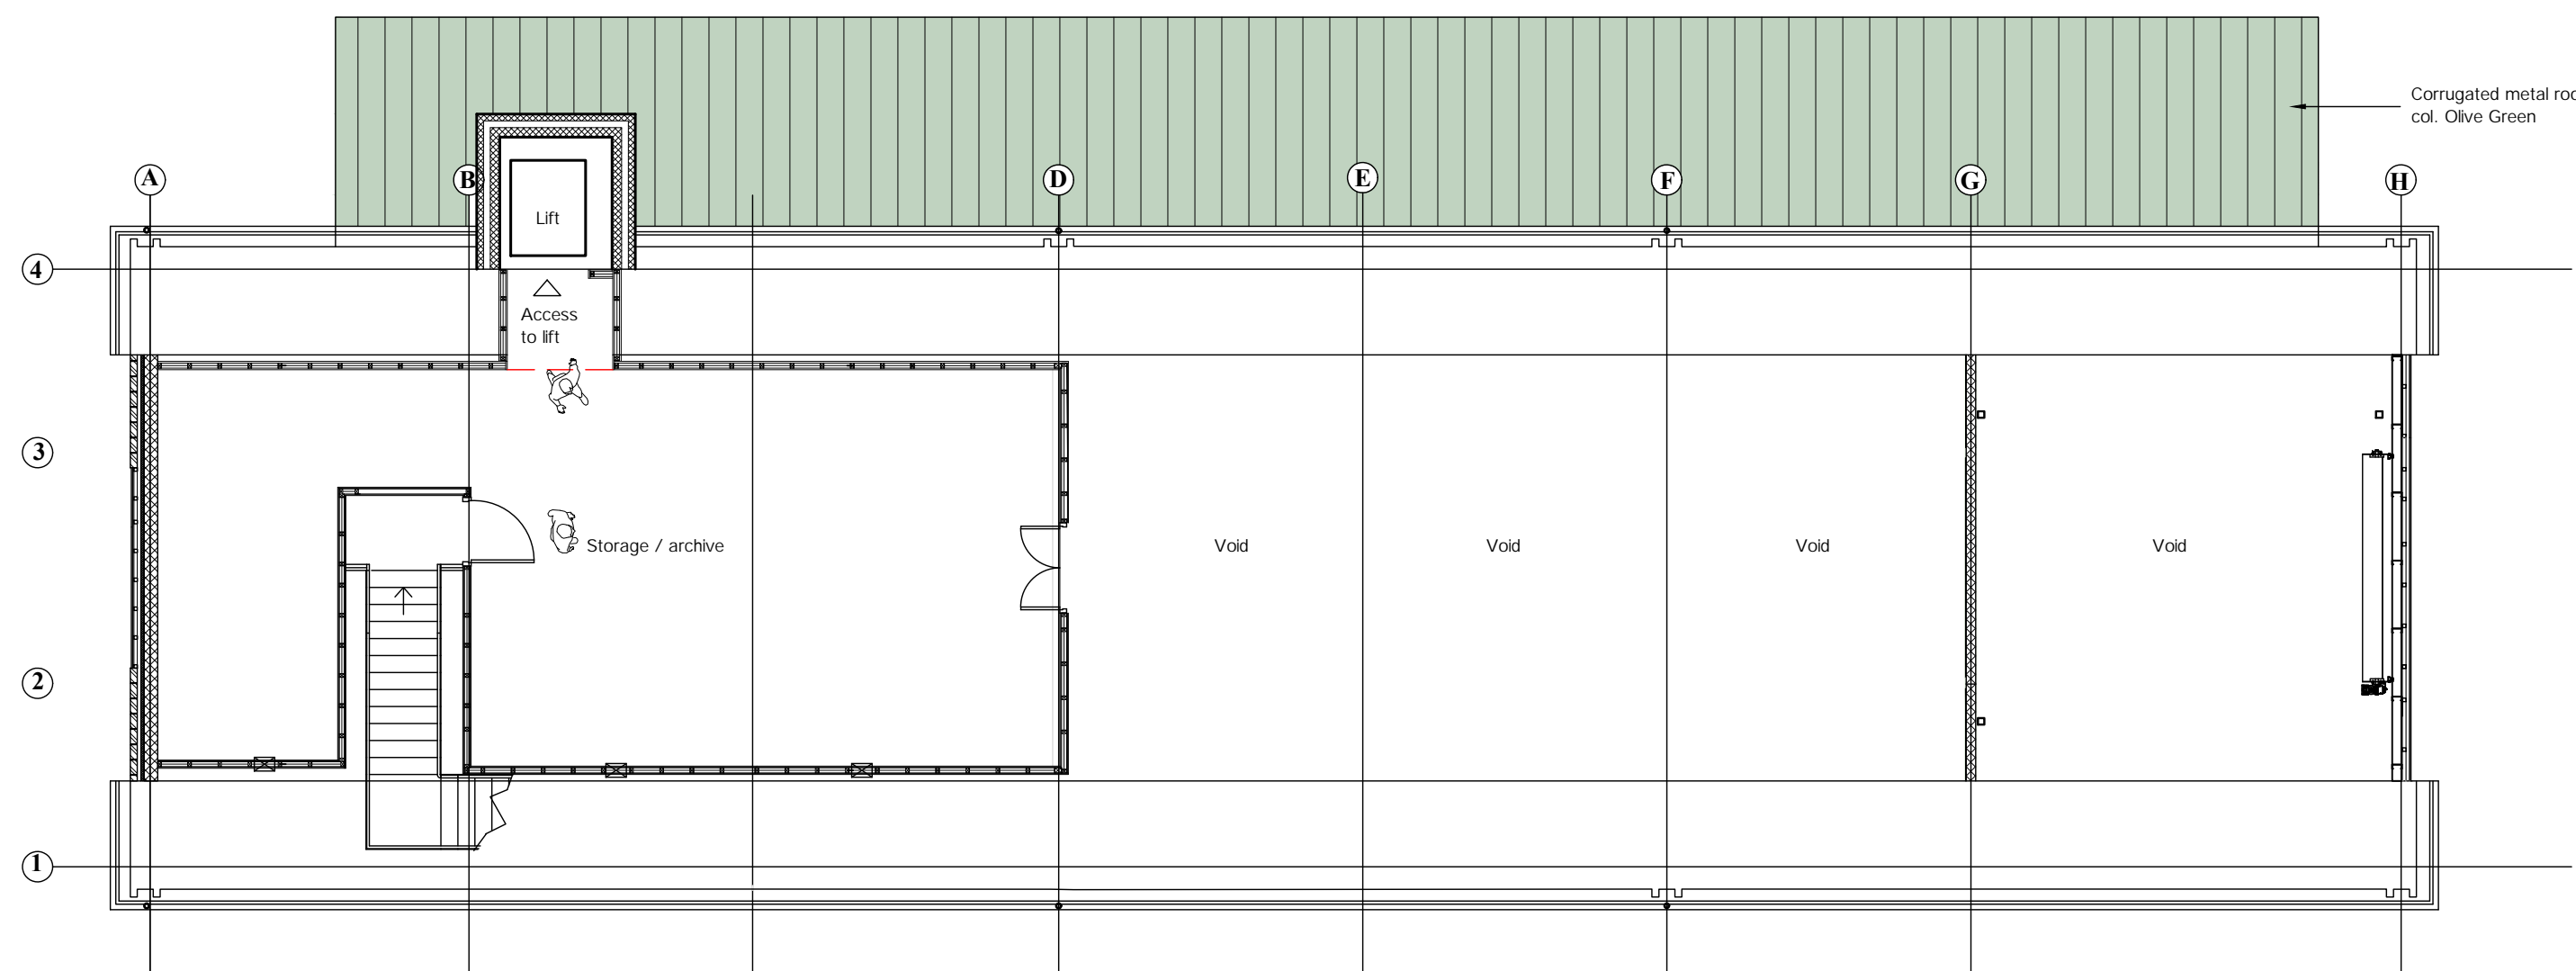 Corrugated metal
col. Olive Green
A
B
D
E
F
G
H
Lift
4
Access
to lift
3
Storage / archive
Void
Void
Void
Void
2
1